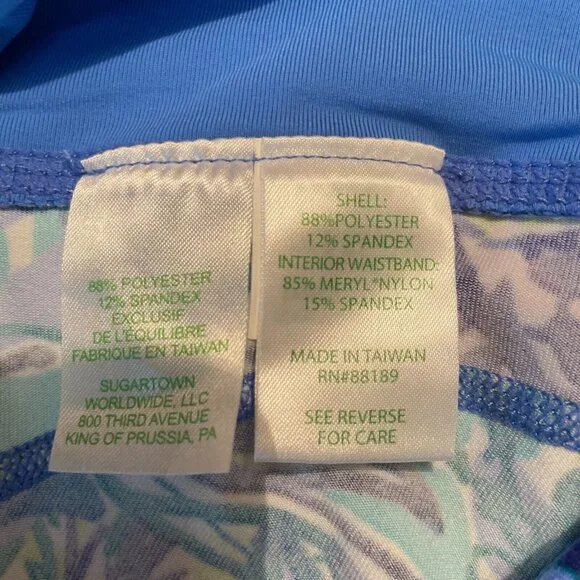 88% POLYESTER
12% SPANDEX
EXCLUSIF
DE L'ÉQUILIBRE
FABRIQUE EN TAIWAN
SUGARTOWN
WORLDWIDE, LLC
800 THIRD AVENUE
KING OF PRUSSIA, PA
SHELL:
88%POLYESTER
12% SPANDEX
INTERIOR WAISTBAND:
85% MERYL*NYLON
15% SPANDEX
MADE IN TAIWAN
RN#88189
SEE REVERSE
FOR CARE